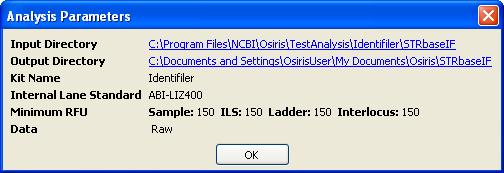 Analysis Parameters
Input Directory C:\Program Files\NCBI\Osiris\TestAnalysis\Identifiler\STRbaseIF
Output Directory C:\Documents and Settings\OsirisUser\My Documents\Osiris\STRbaseIF
Kit Name Identifiler
Internal Lane Standard ABI-LIZ400
Minimum RFU Sample: 150 ILS: 150 Ladder: 150 Interlocus: 150
Data Raw
OK